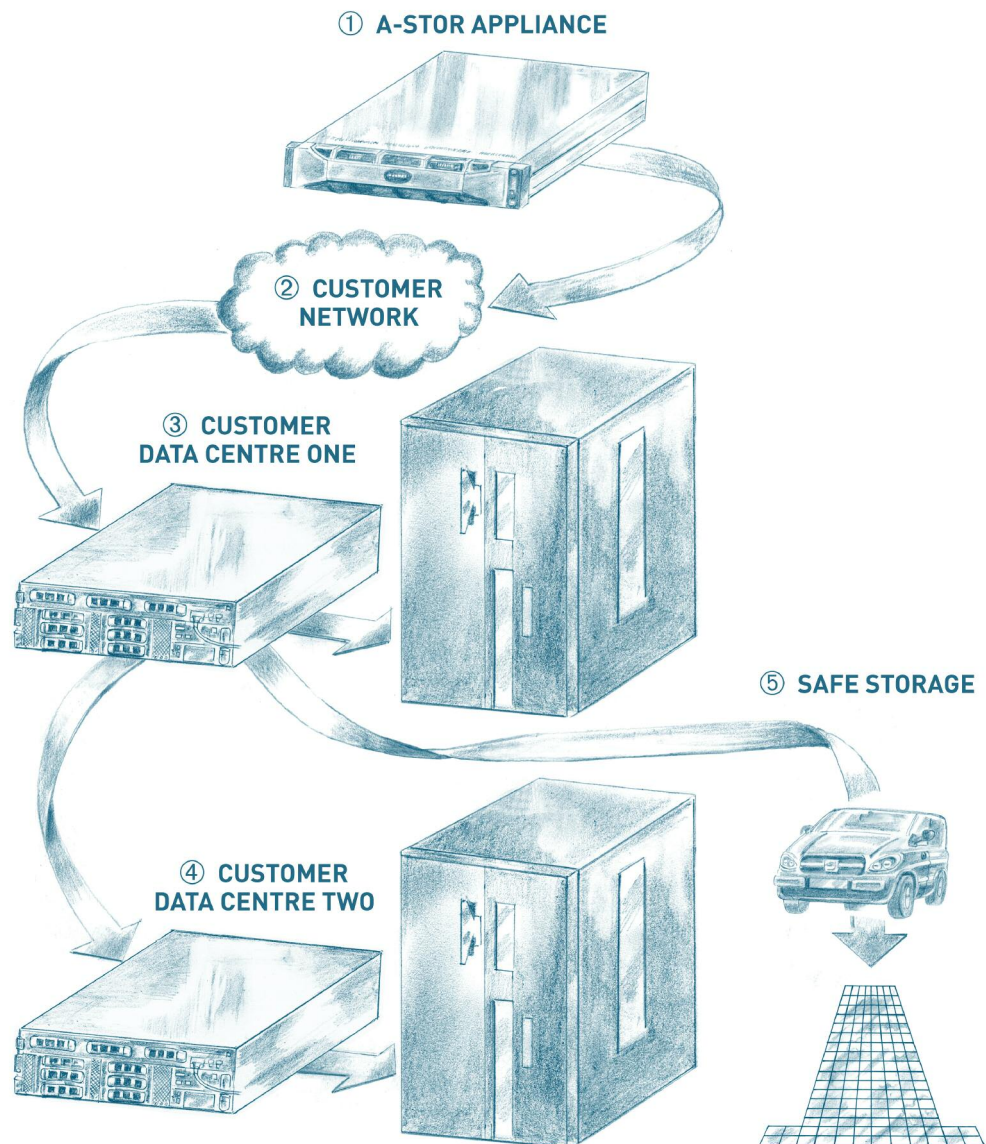 ① A-STOR APPLIANCE
② CUSTOMER
NETWORK
③ CUSTOMER
DATA CENTRE ONE
⑤ SAFE STORAGE
④ CUSTOMER
DATA CENTRE TWO